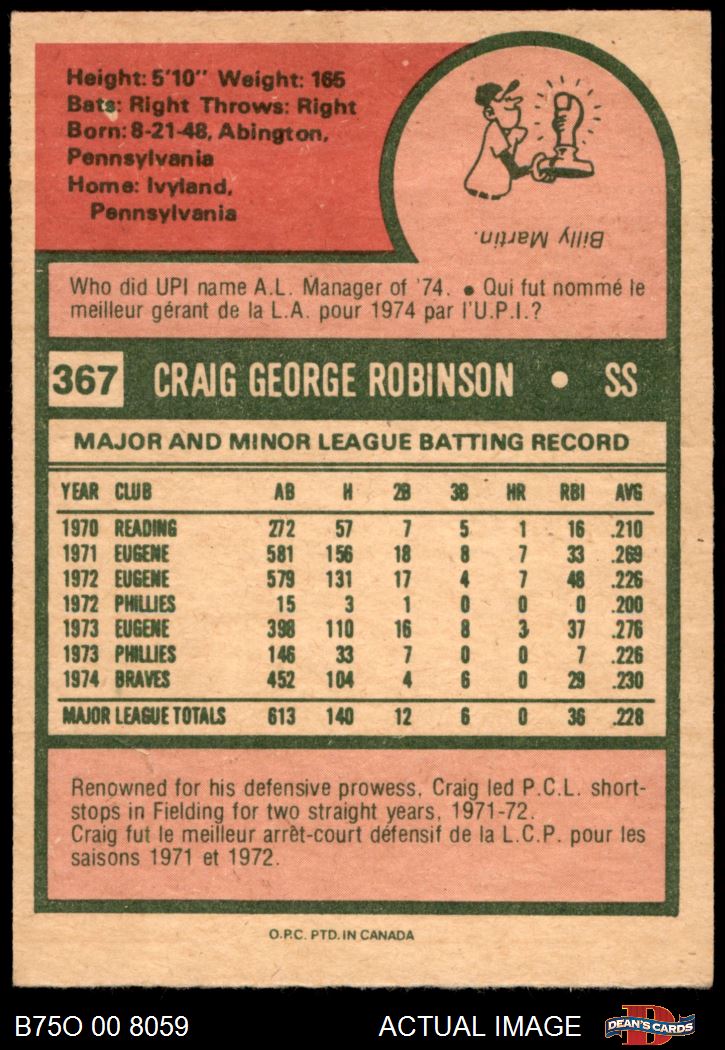 Height: 5'10" Weight: 165
Bats: Right Throws: Right
Born: 8-21-48, Abington,
Pennsylvania
Home: Ivyland,
Pennsylvania
Billy Martin.
Who did UPI name A.L. Manager of '74. • Qui fut nommé le
meilleur gérant de la L.A. pour 1974 par l'U.P.I.?
367 CRAIG GEORGE ROBINSON • SS
MAJOR AND MINOR LEAGUE BATTING RECORD
YEAR CLUB AB H 2B 3B HR RBI AVG
1970 READING 272 57 7 5 1 16 .210
1971 EUGENE 581 156 18 8 7 33 .269
1972 EUGENE 579 131 17 4 7 48 .226
1972 PHILLIES 15 3 1 0 0 0 .200
1973 EUGENE 398 110 16 8 3 37 .276
1973 PHILLIES 146 33 7 0 0 7 .226
1974 BRAVES 452 104 4 6 0 29 .230
MAJOR LEAGUE TOTALS 613 140 12 6 0 36 .228
Renowned for his defensive prowess, Craig led P.C.L. short-
stops in Fielding for two straight years, 1971-72.
Craig fut le meilleur arrèt-court défensif de la L.C.P. pour les
saisons 1971 et 1972.
O.P.C. PTD. IN CANADA
B75O 00 8059 ACTUAL IMAGE D DEAN'S CARDS